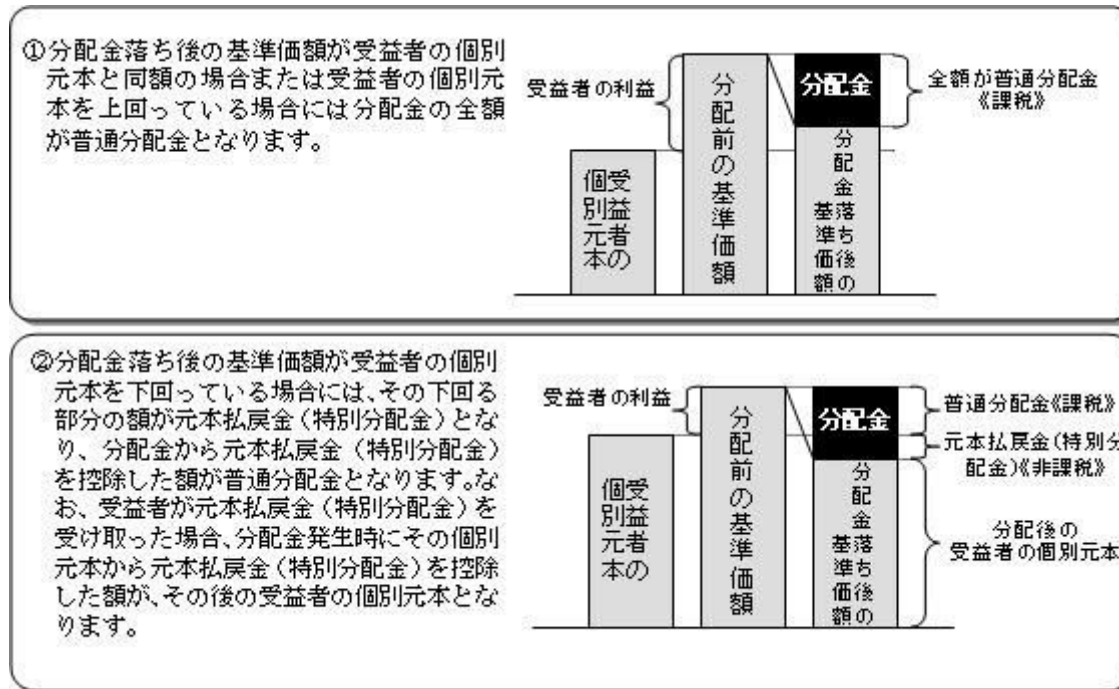 ①分配金落ち後の基準価額が受益者の個別
元本と同額の場合または受益者の個別元
本を上回っている場合には分配金の全額
が普通分配金となります。
受益者の利益
受益者の
個別元本
分配前の基準価額
分配金
分配金落ち後の
基準価額
全額が普通分配金
《課税》
②分配金落ち後の基準価額が受益者の個別
元本を下回っている場合には、その下回る
部分の額が元本払戻金(特別分配金)とな
り、分配金から元本払戻金(特別分配金)
を控除した額が普通分配金となります。な
お、受益者が元本払戻金(特別分配金)を
受け取った場合、分配金発生時にその個別
元本から元本払戻金(特別分配金)を控除
した額が、その後の受益者の個別元本とな
ります。
受益者の利益
受益者の
個別元本
分配前の基準価額
分配金
分配金落ち後の
基準価額
普通分配金《課税》
元本払戻金(特別分
配金)《非課税》
分配後の
受益者の個別元本